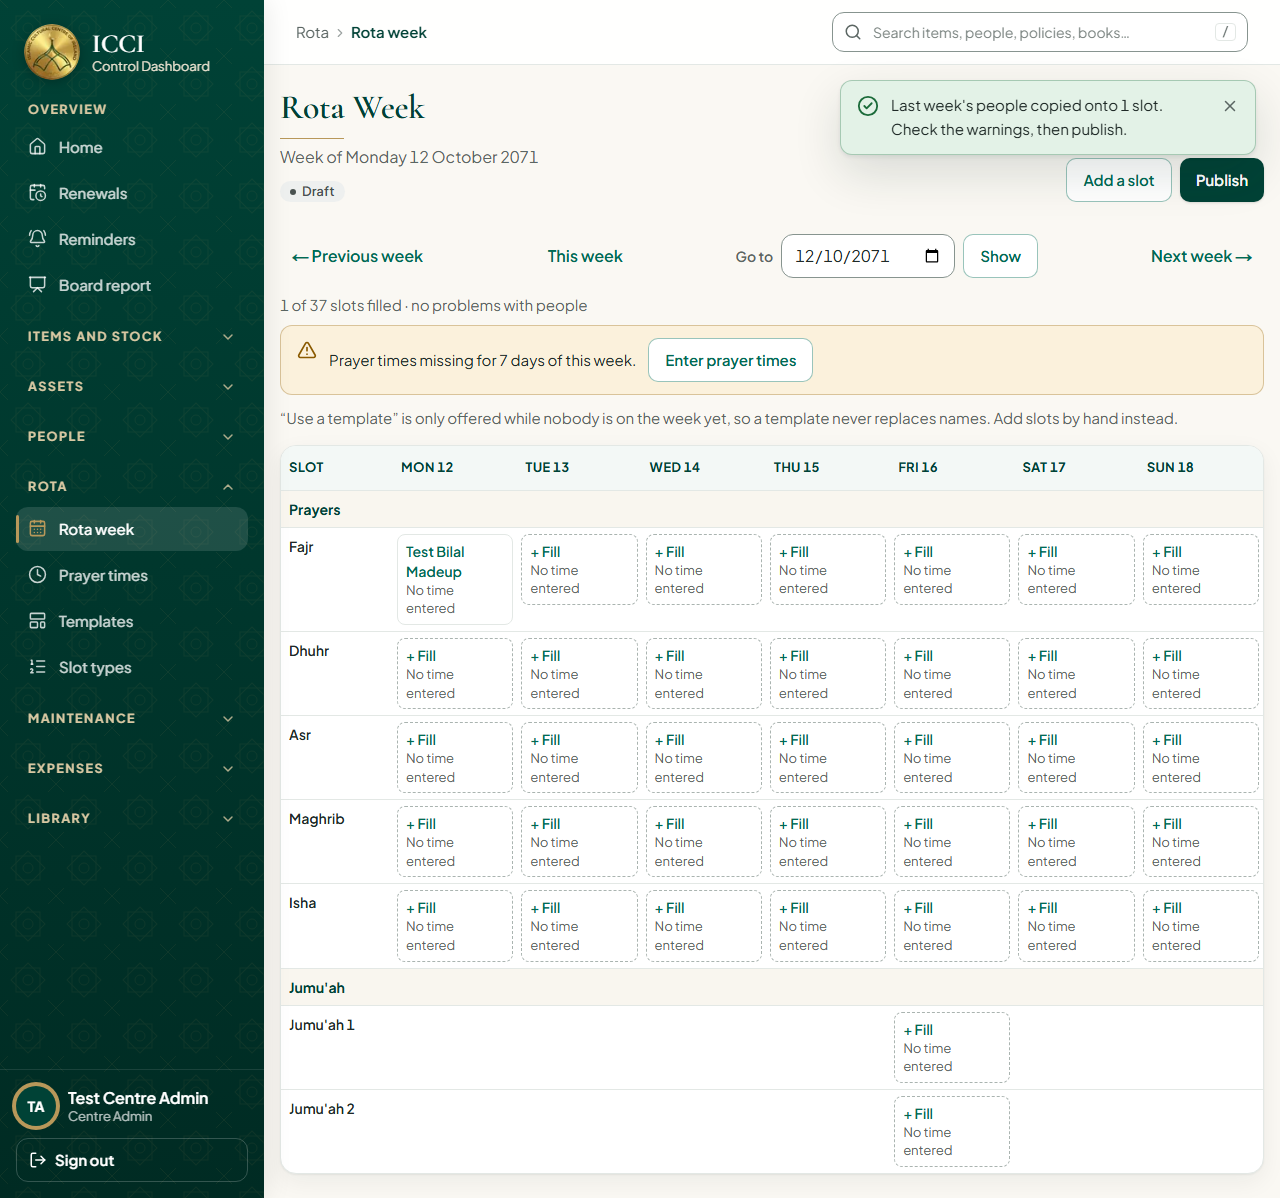 ICCI
Control Dashboard
OVERVIEW
Home
Renewals
Reminders
Board report
ITEMS AND STOCK
ASSETS
PEOPLE
ROTA
Rota week
Prayer times
Templates
Slot types
MAINTENANCE
EXPENSES
LIBRARY
TA
Test Centre Admin
Centre Admin
Sign out
Rota › Rota week
Search items, people, policies, books… /
Rota Week
Week of Monday 12 October 2071
Draft
Last week's people copied onto 1 slot.
Check the warnings, then publish.
Add a slot Publish
← Previous week This week Go to 12/10/2071 Show Next week →
1 of 37 slots filled · no problems with people
Prayer times missing for 7 days of this week. Enter prayer times
“Use a template” is only offered while nobody is on the week yet, so a template never replaces names. Add slots by hand instead.
SLOT MON 12 TUE 13 WED 14 THU 15 FRI 16 SAT 17 SUN 18
Prayers
Fajr Test Bilal + Fill + Fill + Fill + Fill + Fill + Fill
Madeup No time No time No time No time No time No time
No time entered entered entered entered entered entered
entered
Dhuhr + Fill + Fill + Fill + Fill + Fill + Fill + Fill
No time No time No time No time No time No time No time
entered entered entered entered entered entered entered
Asr + Fill + Fill + Fill + Fill + Fill + Fill + Fill
No time No time No time No time No time No time No time
entered entered entered entered entered entered entered
Maghrib + Fill + Fill + Fill + Fill + Fill + Fill + Fill
No time No time No time No time No time No time No time
entered entered entered entered entered entered entered
Isha + Fill + Fill + Fill + Fill + Fill + Fill + Fill
No time No time No time No time No time No time No time
entered entered entered entered entered entered entered
Jumu'ah
Jumu'ah 1 + Fill
No time
entered
Jumu'ah 2 + Fill
No time
entered